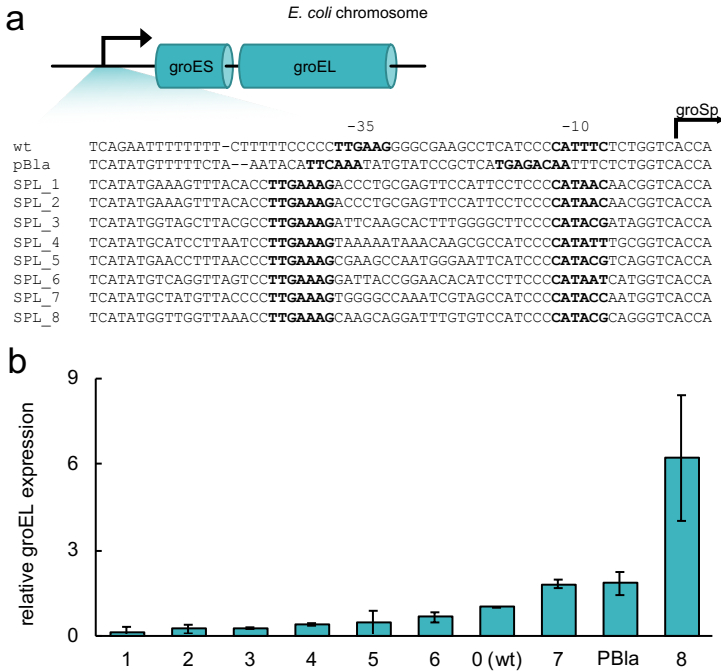 a
E. coli chromosome
groES
groEL
-35
-10
groSp
wt TCAGAATTTTTTTT-CTTTTTCCCCCTTGAAGGGGCGAAGCCTCATCCCCATTTCTCTGGTCACCA
pBla TCATATGTTTTTCTA--AATACATTCAAATATGTATCCGCTCATGAGACAATTTCTCTGGTCACCA
SPL_1 TCATATGAAAGTTTACACCTTGAAAGACCCTGCGAGTTCCATTCCTCCCCATAACAACGGTCACCA
SPL_2 TCATATGAAAGTTTACACCTTGAAAGACCCTGCGAGTTCCATTCCTCCCCATAACAACGGTCACCA
SPL_3 TCATATGGTAGCTTACGCCTTGAAAGATTCAAGCACTTTGGGGCTTCCCCATACGATAGGTCACCA
SPL_4 TCATATGCATCCTTAATCCTTGAAAGTAAAAATAAACAAGCGCCATCCCCATATTTGCGGTCACCA
SPL_5 TCATATGAACCTTTAACCCTTGAAAGCGAAGCCAATGGGAATTCATCCCCATACGTCAGGTCACCA
SPL_6 TCATATGTCAGGTTAGTCCTTGAAAGGATTACCGGAACACATCCTTCCCCATAATCATGGTCACCA
SPL_7 TCATATGCTATGTTACCCCTTGAAAGTGGGGCCAAATCGTAGCCATCCCCATACCAATGGTCACCA
SPL_8 TCATATGGTTGGTTAAACCTTGAAAGCAAGCAGGATTTGTGTCCATCCCCATACGCAGGGTCACCA
b
relative groEL expression
9
6
3
0
1 2 3 4 5 6 0 (wt) 7 PBla 8